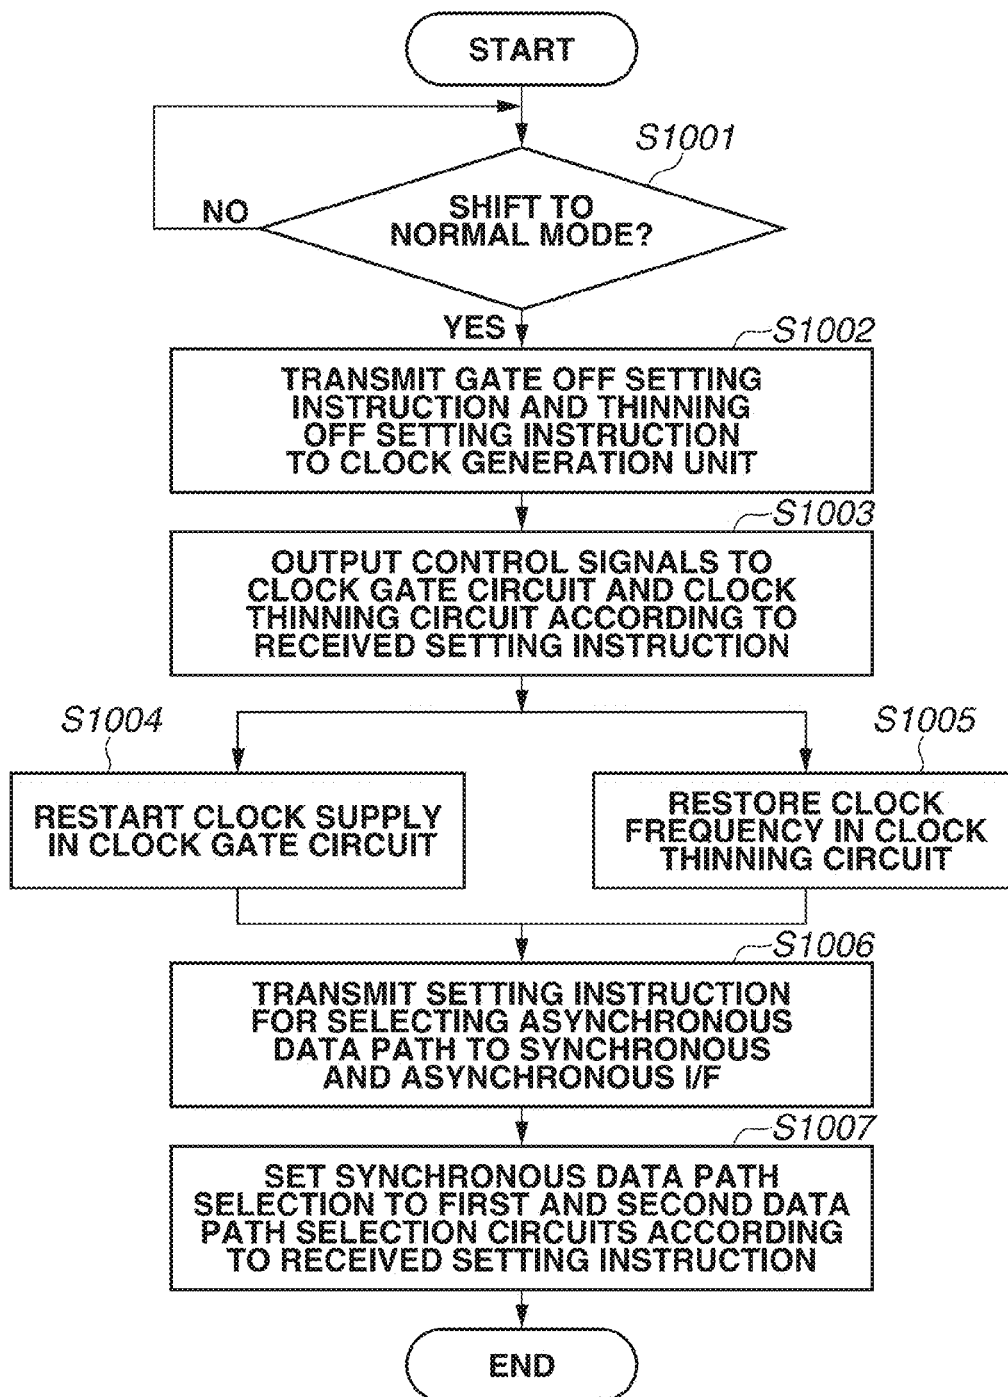 START
S1001
SHIFT TO
NORMAL MODE?
NO
YES
S1002
TRANSMIT GATE OFF SETTING
INSTRUCTION AND THINNING
OFF SETTING INSTRUCTION
TO CLOCK GENERATION UNIT
S1003
OUTPUT CONTROL SIGNALS TO
CLOCK GATE CIRCUIT AND CLOCK
THINNING CIRCUIT ACCORDING TO
RECEIVED SETTING INSTRUCTION
S1004
RESTART CLOCK SUPPLY
IN CLOCK GATE CIRCUIT
S1005
RESTORE CLOCK
FREQUENCY IN CLOCK
THINNING CIRCUIT
S1006
TRANSMIT SETTING INSTRUCTION
FOR SELECTING ASYNCHRONOUS
DATA PATH TO SYNCHRONOUS
AND ASYNCHRONOUS I/F
S1007
SET SYNCHRONOUS DATA PATH
SELECTION TO FIRST AND SECOND DATA
PATH SELECTION CIRCUITS ACCORDING
TO RECEIVED SETTING INSTRUCTION
END